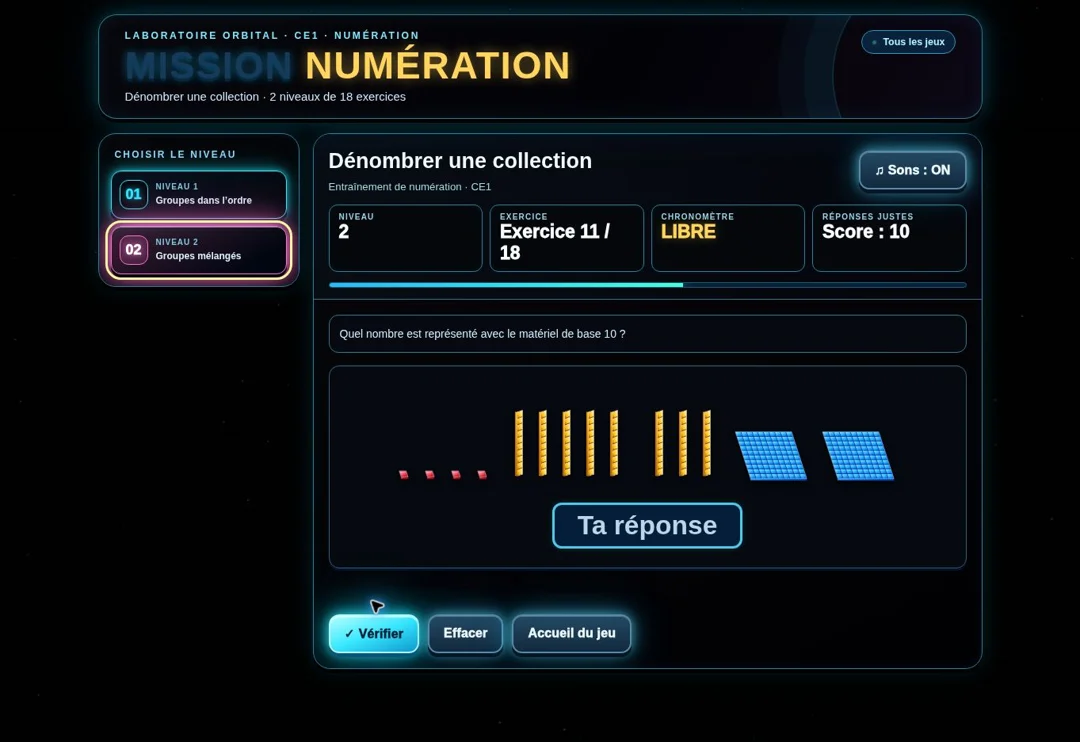 LABORATOIRE ORBITAL · CE1 · NUMÉRATION
Tous les jeux
MISSION NUMÉRATION
Dénombrer une collection · 2 niveaux de 18 exercices
CHOISIR LE NIVEAU
01
NIVEAU 1
Groupes dans l’ordre
02
NIVEAU 2
Groupes mélangés
Dénombrer une collection
Entraînement de numération · CE1
♫ Sons : ON
NIVEAU
2
EXERCICE
Exercice 11 /
18
CHRONOMÈTRE
LIBRE
RÉPONSES JUSTES
Score : 10
Quel nombre est représenté avec le matériel de base 10 ?
Ta réponse
✓ Vérifier
Effacer
Accueil du jeu